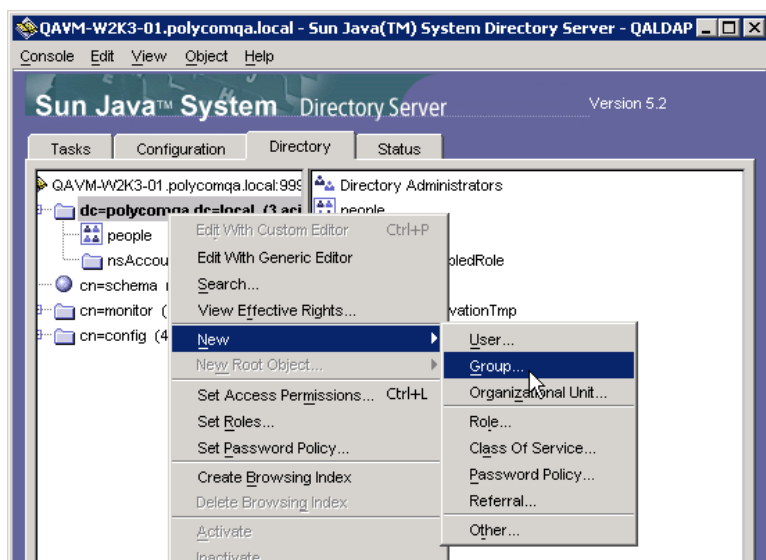 QAVM-W2K3-01.polycomqa.local - Sun Java(TM) System Directory Server - QALDAP
Console Edit View Object Help
Sun Java™ System Directory Server
Version 5.2
Tasks Configuration Directory Status
QAVM-W2K3-01.polycomqa.local:999
dc=polycomqa,dc=local (3 aci
people
nsAccou
cn=schema
cn=monitor (
cn=config (4
Directory Administrators
people
bledRole
vationTmp
Edit With Custom Editor Ctrl+P
Edit With Generic Editor
Search...
View Effective Rights...
New
New Root Object...
Set Access Permissions... Ctrl+L
Set Roles...
Set Password Policy...
Create Browsing Index
Delete Browsing Index
Activate
Inactivate
User...
Group...
Organizational Unit...
Role...
Class Of Service...
Password Policy...
Referral...
Other...